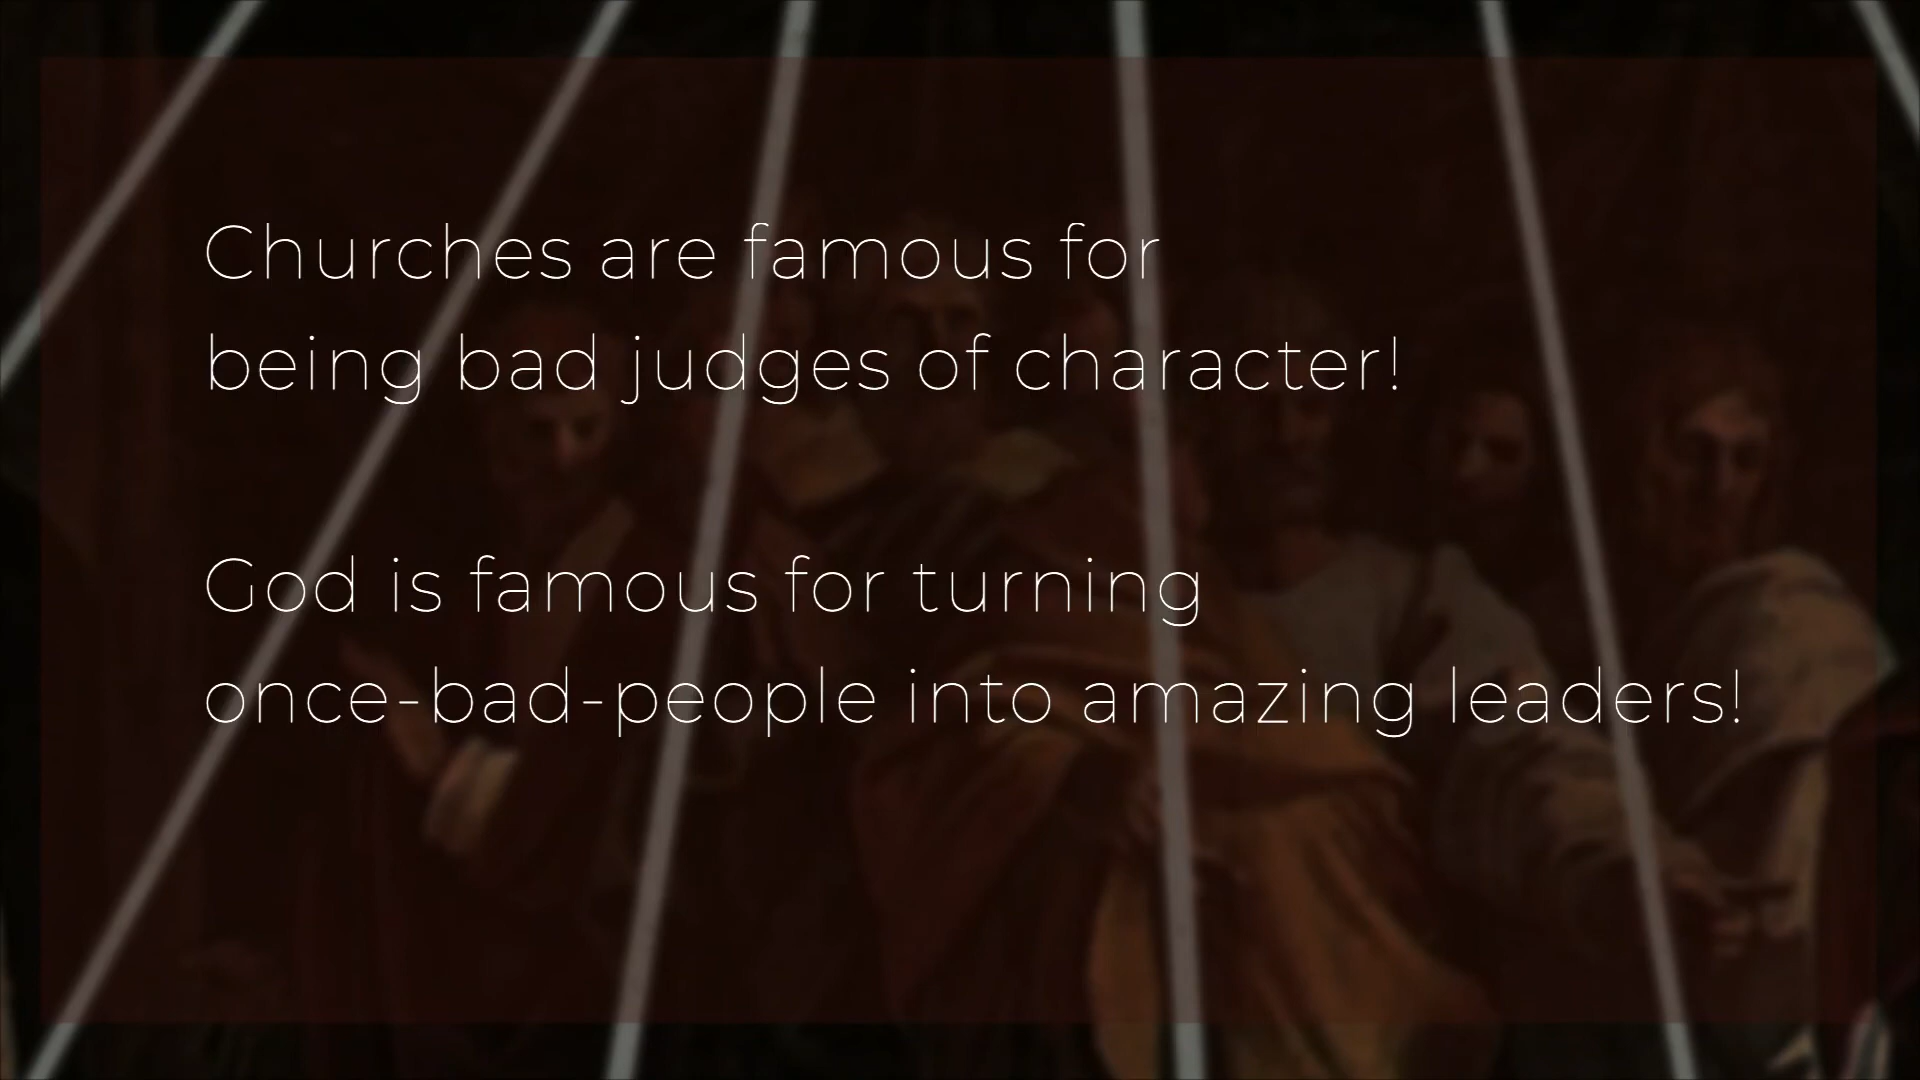 Churches are famous for
being bad judges of character!
God is famous for turning
once-bad-people into amazing leaders!